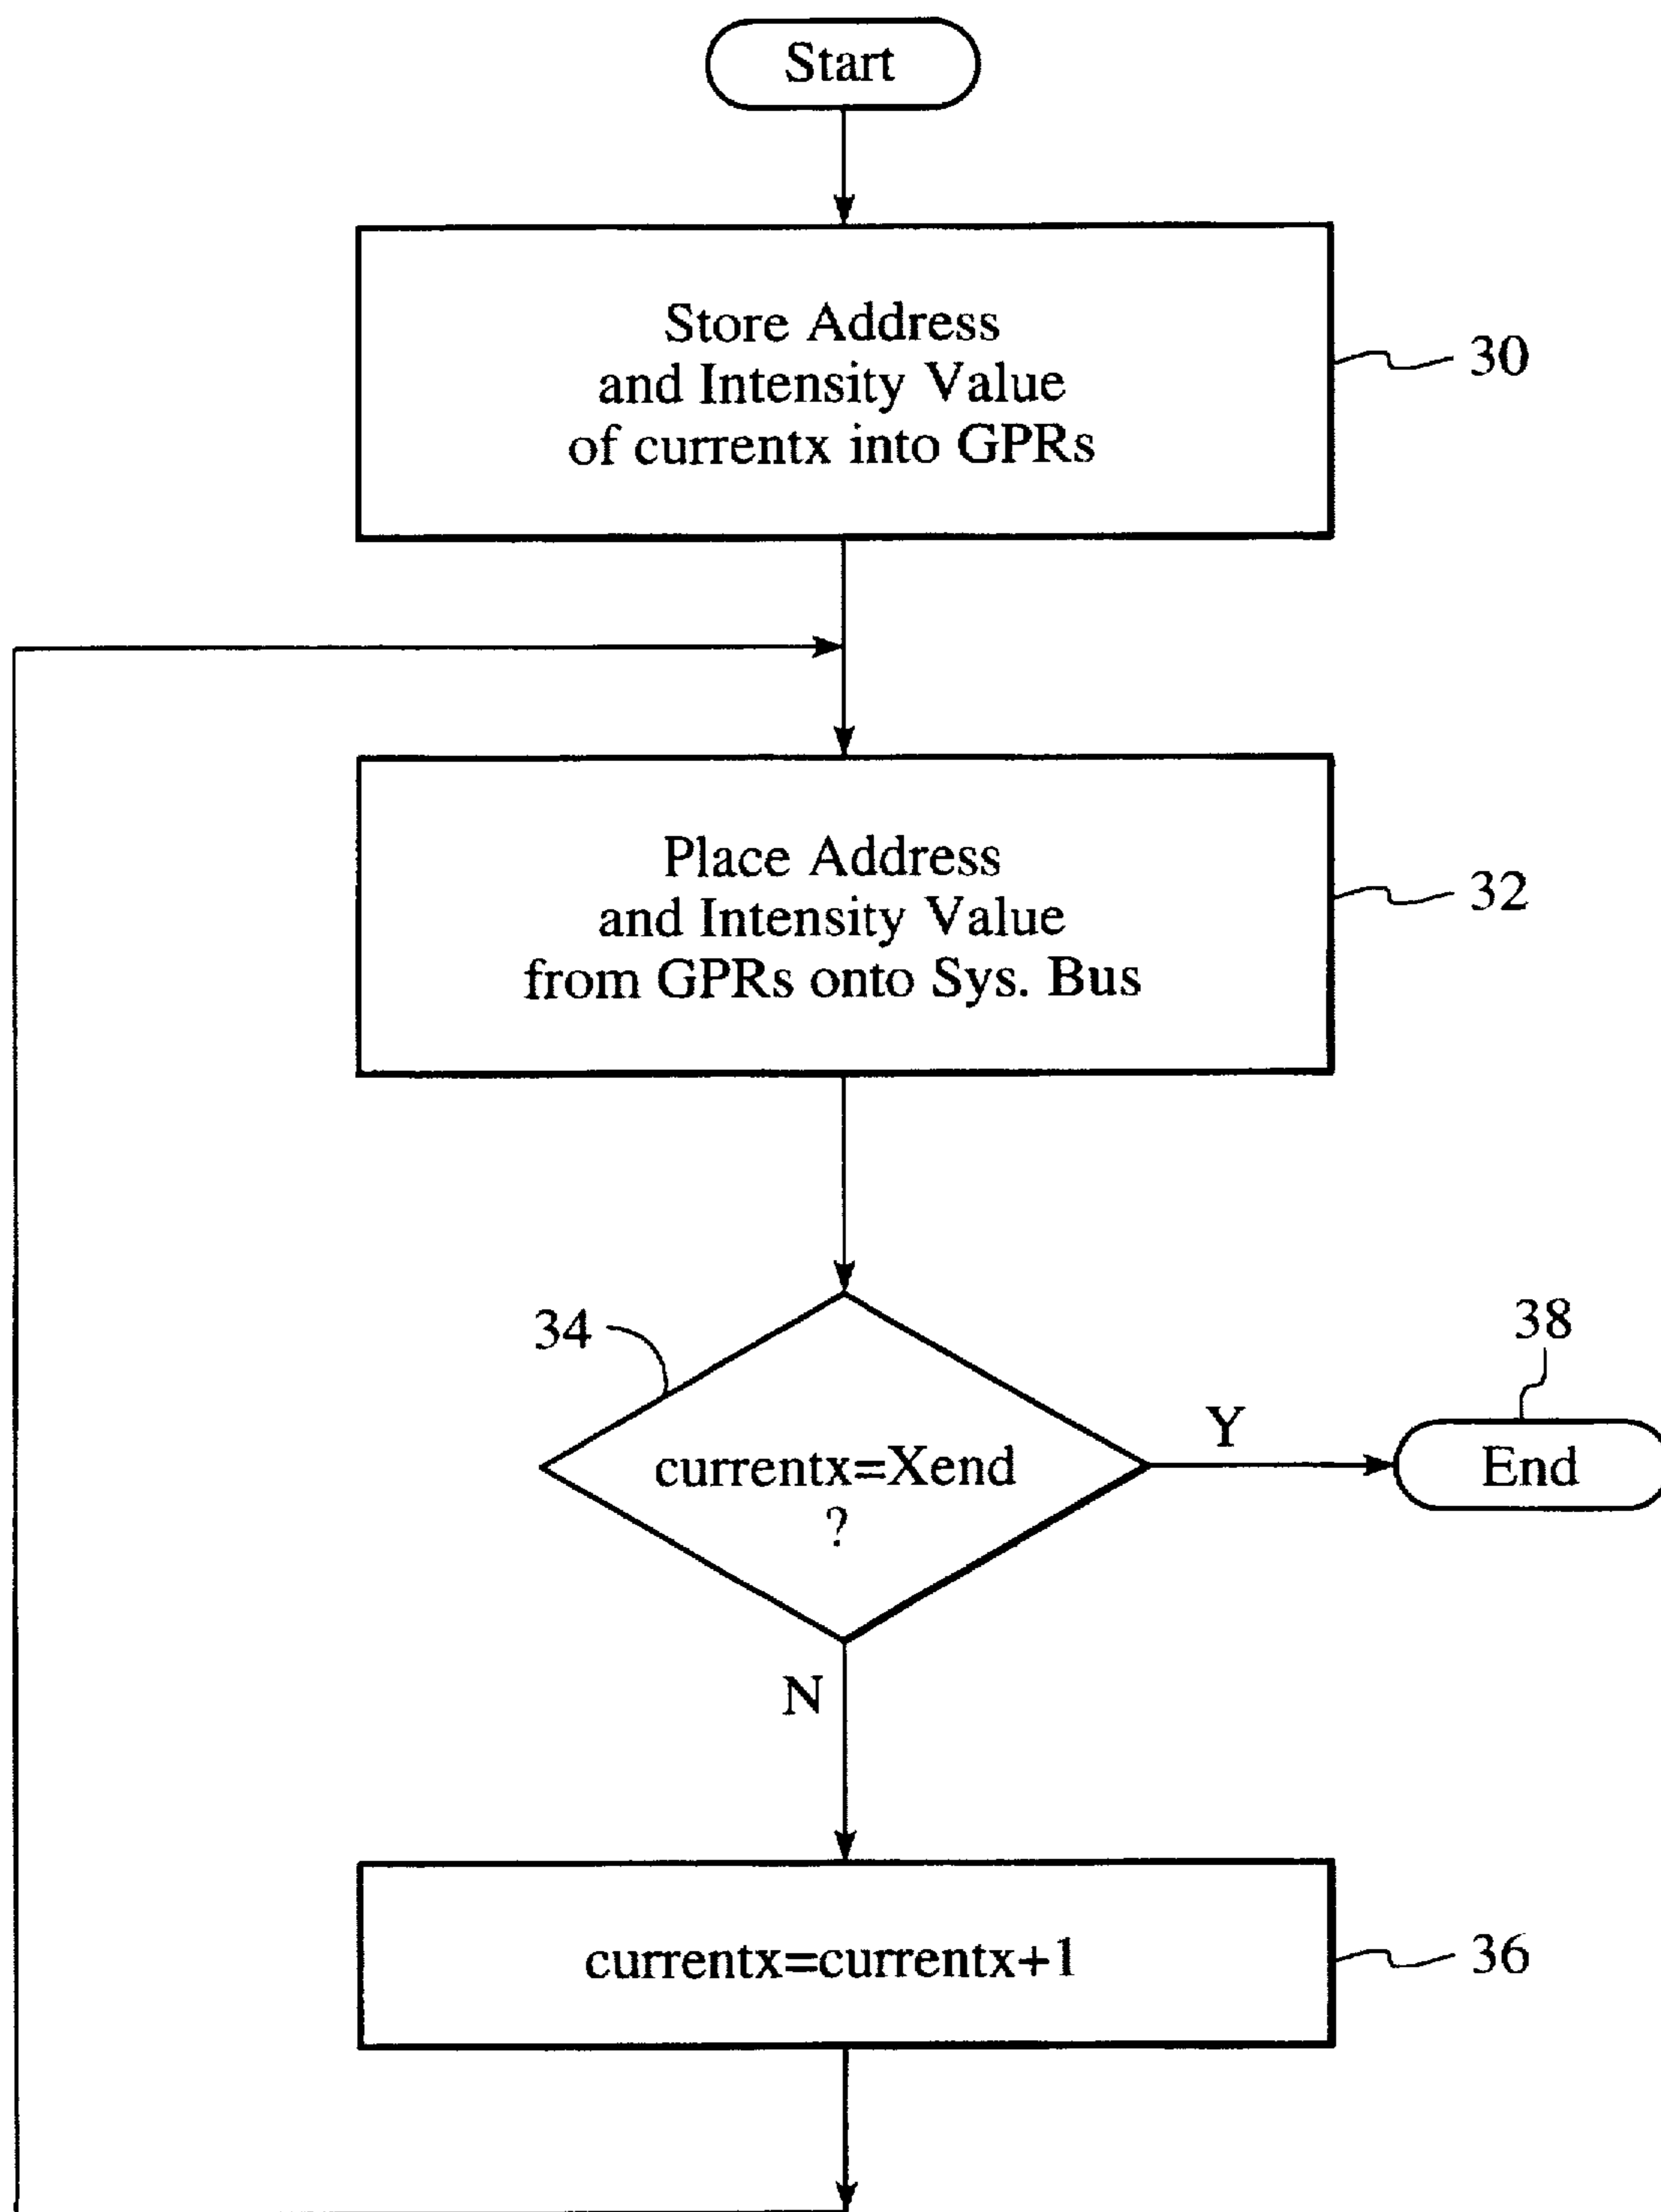 Start
Store Address
and Intensity Value
of currentx into GPRs
30
Place Address
and Intensity Value
from GPRs onto Sys. Bus
32
34
38
currentx=Xend
?
Y
End
N
currentx=currentx+1
36